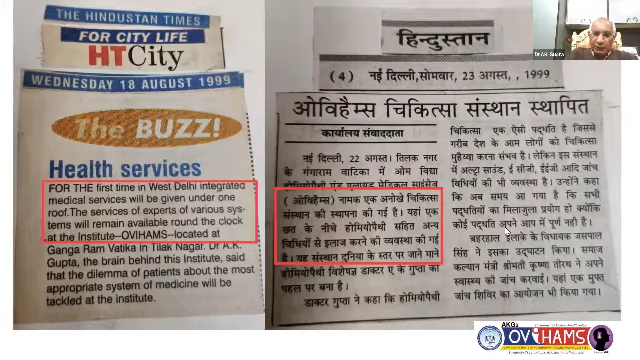 THE HINDUSTAN TIMES
FOR CITY LIFE
HTCity
WEDNESDAY 18 AUGUST 1999
The BUZZ!
Health services
FOR THE first time in West Delhi integrated
medical services will be given under one
roof.The services of experts of various sys-
tems will remain available round the clock
at the Institute--OVIHAMS--located at
Ganga Ram Vatika in Tilak Nagar. Dr A.K.
Gupta, the brain behind this Institute, said
that the dilemma of patients about the most
appropriate system of medicine will be
tackled at the institute.
हिन्दुस्तान
(4) नई दिल्ली,सोमवार, 23 अगस्त, , 1999
ओविहैम्स चिकित्सा संस्थान स्थापित
कार्यालय संवाददाता
नई दिल्ली, 22 अगस्त। तिलक नगर
के गंगाराम वाटिका में ओम विद्या
होमियोपैथी एंड एलायड मेडिकल साइंसेज
( ओविहैम्स) नामक एक अनोखे चिकित्सा
संस्थान की स्थापना की गई है। यहां एक
छत के नीचे होमियोपैथी सहित अन्य
विधियों से इलाज करने की व्यवस्था की गई
है। यह संस्थान दुनिया के स्तर पर जाने माने
होमियोपैथी विशेषज्ञ डाक्टर ए के गुप्ता का
पहल पर बना है।
डाक्टर गुप्ता ने कहा कि होमियोपैथी
चिकित्सा एक ऐसी पद्धति है जिससे
गरीब देश के आम लोगों को चिकित्सा
मुहैय्या करना संभव है। लेकिन इस संस्थान
में अल्ट्रा साउंड, ई सीजी, ईईजी आदि जांच
विधियों की भी व्यवस्था है। उन्होंने कहा
कि अब समय आ गया है कि सभी
पद्धतियों का मिलाजुला प्रयोग हो क्योंकि
कोई पद्धति अपने आप में पूर्ण नहीं है।
बहरहाल इलाके के विधायक जसपाल
सिंह ने इसका उद्घाटन किया। समाज
कल्याण मंत्री श्रीमती कृष्णा तीरथ ने अपने
स्वास्थ्य की जांच करवाई। यहां एक मुफ्त
जांच शिविर का आयोजन भी किया गया।
Dr.AK Gupta
AKG's
OVIHAMS